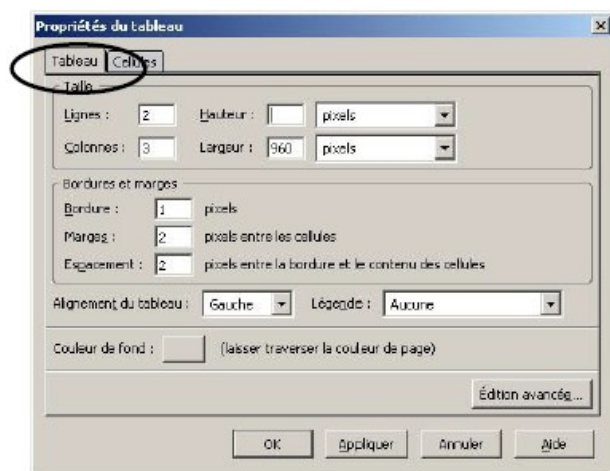 Propriétés du tableau
Tableau Cellules
Taille
Lignes : 2 Hauteur : pixels
Colonnes : 3 Largeur : 960 pixels
Bordures et marges
Bordure : 1 pixels
Marges : 2 pixels entre les cellules
Espacement : 2 pixels entre la bordure et le contenu des cellules
Alignement du tableau : Gauche Légende : Aucune
Couleur de fond : (laisser traverser la couleur de page)
Édition avancée...
OK Appliquer Annuler Aide